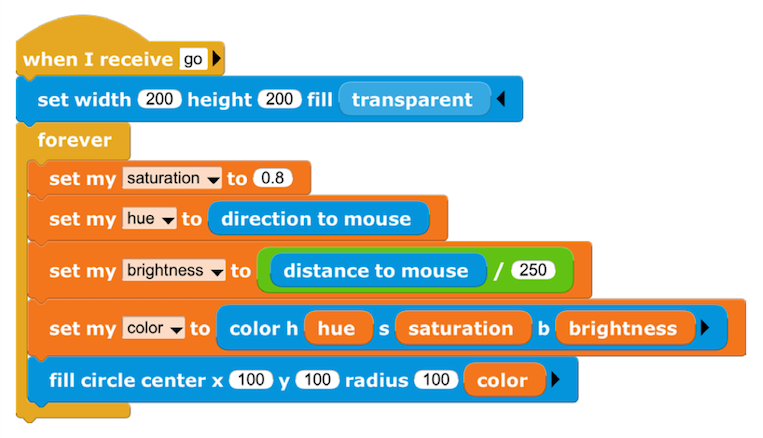 when I receive go
set width 200 height 200 fill transparent
forever
set my saturation to 0.8
set my hue to direction to mouse
set my brightness to distance to mouse / 250
set my color to color h hue s saturation b brightness
fill circle center x 100 y 100 radius 100 color